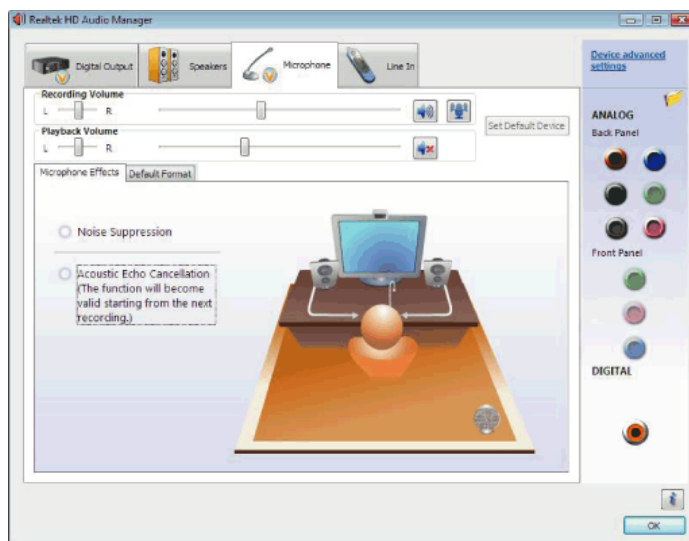 Realtek HD Audio Manager
Digital Output
Speakers
Microphone
Line In
Device advanced
settings
Recording Volume
L
R
Set Default Device
Playback Volume
L
R
Microphone Effects
Default Format
Noise Suppression
Acoustic Echo Cancellation
(The function will become
valid starting from the next
recording.)
ANALOG
Back Panel
Front Panel
DIGITAL
OK